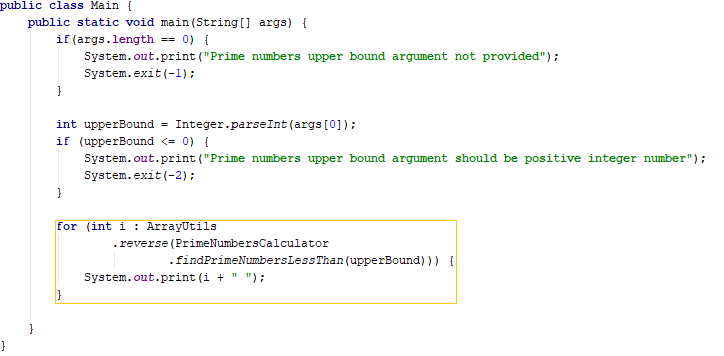 public class Main {
    public static void main(String[] args) {
        if(args.length == 0) {
            System.out.print("Prime numbers upper bound argument not provided");
            System.exit(-1);
        }
        int upperBound = Integer.parseInt(args[0]);
        if (upperBound <= 0) {
            System.out.print("Prime numbers upper bound argument should be positive integer number");
            System.exit(-2);
        }
        for (int i : ArrayUtils
                .reverse(PrimeNumbersCalculator
                        .findPrimeNumbersLessThan(upperBound))) {
            System.out.print(i + " ");
        }
    }
}